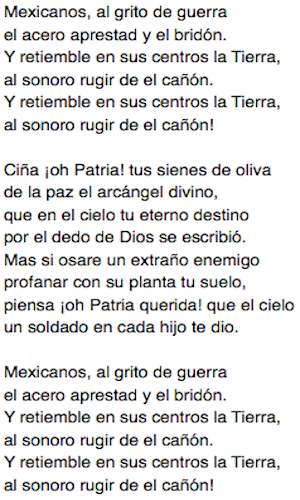 Mexicanos, al grito de guerra
el acero aprestad y el bridón.
Y retiemble en sus centros la Tierra,
al sonoro rugir de el cañón.
Y retiemble en sus centros la Tierra,
al sonoro rugir de el cañón!
Ciña ¡oh Patria! tus sienes de oliva
de la paz el arcángel divino,
que en el cielo tu eterno destino
por el dedo de Dios se escribió.
Mas si osare un extraño enemigo
profanar con su planta tu suelo,
piensa ¡oh Patria querida! que el cielo
un soldado en cada hijo te dio.
Mexicanos, al grito de guerra
el acero aprestad y el bridón.
Y retiemble en sus centros la Tierra,
al sonoro rugir de el cañón.
Y retiemble en sus centros la Tierra,
al sonoro rugir de el cañón!